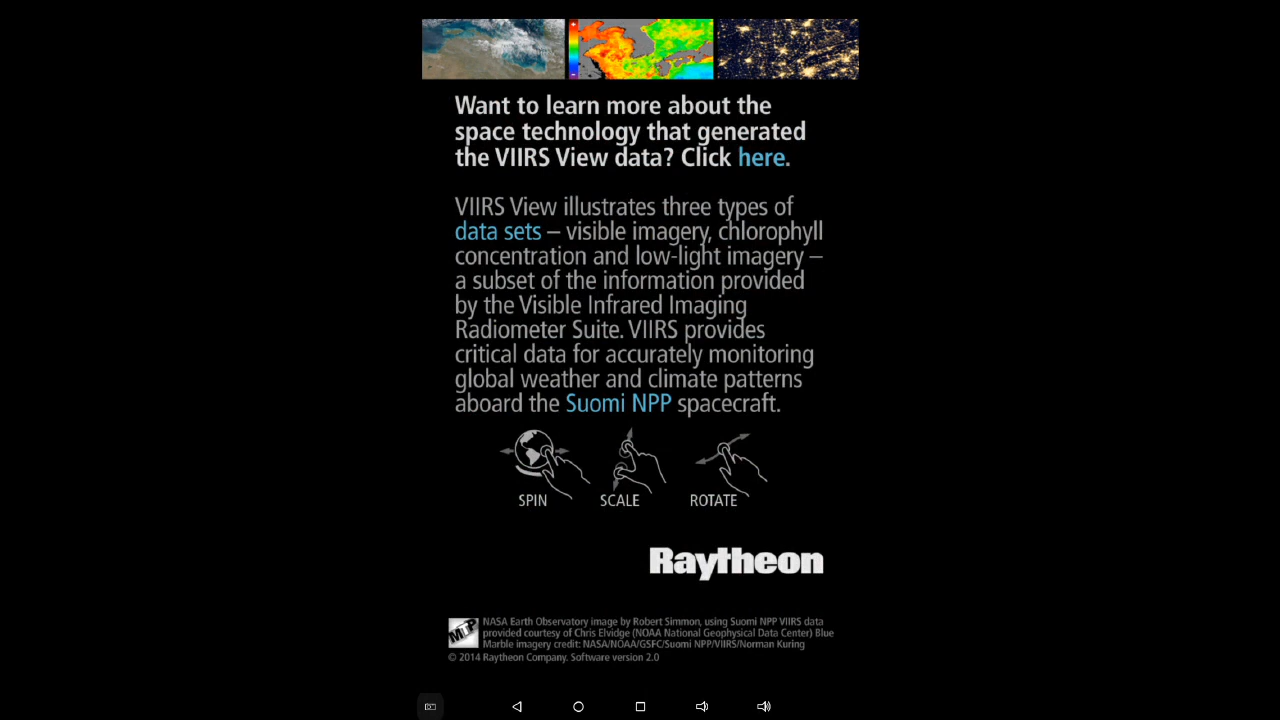 Want to learn more about the
space technology that generated
the VIIRS View data? Click here.
VIIRS View illustrates three types of
data sets – visible imagery, chlorophyll
concentration and low-light imagery –
a subset of the information provided
by the Visible Infrared Imaging
Radiometer Suite. VIIRS provides
critical data for accurately monitoring
global weather and climate patterns
aboard the Suomi NPP spacecraft.
SPIN SCALE ROTATE
Raytheon
MTP
NASA Earth Observatory image by Robert Simmon, using Suomi NPP VIIRS data
provided courtesy of Chris Elvidge (NOAA National Geophysical Data Center) Blue
Marble imagery credit: NASA/NOAA/GSFC/Suomi NPP/VIIRS/Norman Kuring
© 2014 Raytheon Company. Software version 2.0